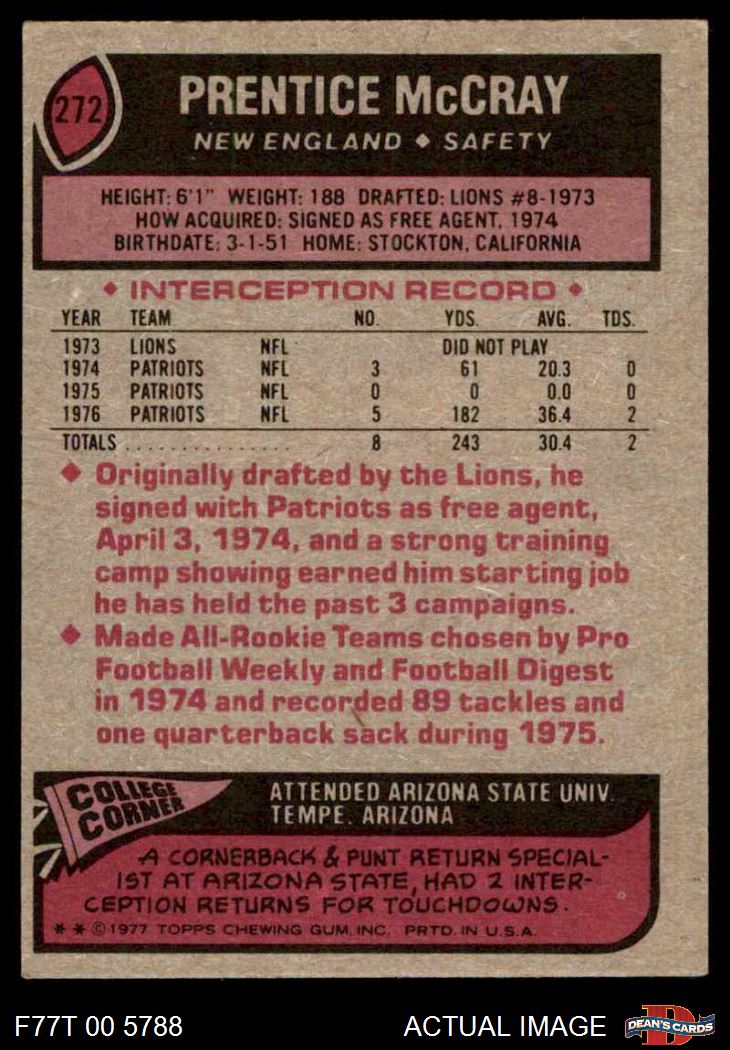 272
PRENTICE McCRAY
NEW ENGLAND ◆ SAFETY
HEIGHT: 6'1" WEIGHT: 188 DRAFTED: LIONS #8-1973
HOW ACQUIRED: SIGNED AS FREE AGENT, 1974
BIRTHDATE: 3-1-51 HOME: STOCKTON, CALIFORNIA
◆ INTERCEPTION RECORD ◆
YEAR TEAM NO. YDS. AVG. TDS.
1973 LIONS NFL DID NOT PLAY
1974 PATRIOTS NFL 3 61 20.3 0
1975 PATRIOTS NFL 0 0 0.0 0
1976 PATRIOTS NFL 5 182 36.4 2
TOTALS ............... 8 243 30.4 2
◆ Originally drafted by the Lions, he
signed with Patriots as free agent,
April 3, 1974, and a strong training
camp showing earned him starting job
he has held the past 3 campaigns.
◆ Made All-Rookie Teams chosen by Pro
Football Weekly and Football Digest
in 1974 and recorded 89 tackles and
one quarterback sack during 1975.
COLLEGE
CORNER
ATTENDED ARIZONA STATE UNIV.
TEMPE, ARIZONA
A CORNERBACK & PUNT RETURN SPECIAL-
IST AT ARIZONA STATE, HAD 2 INTER-
CEPTION RETURNS FOR TOUCHDOWNS.
* * © 1977 TOPPS CHEWING GUM, INC. PRTD. IN U.S.A.
F77T 00 5788
ACTUAL IMAGE
D
DEAN'S CARDS